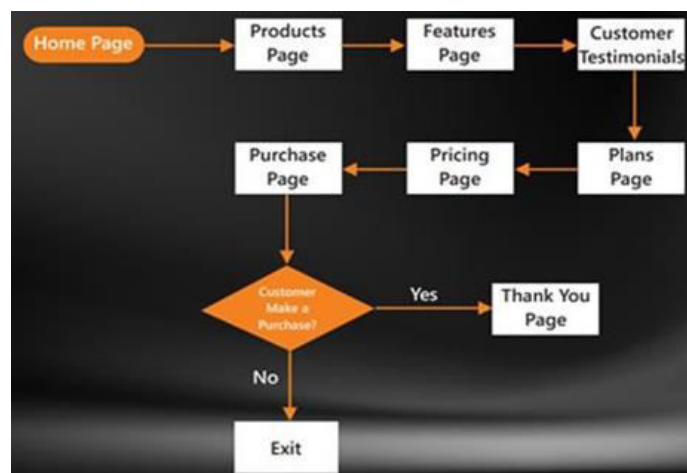 Home Page
Products
Page
Features
Page
Customer
Testimonials
Plans
Page
Pricing
Page
Purchase
Page
Customer
Make a
Purchase?
Yes
Thank You
Page
No
Exit